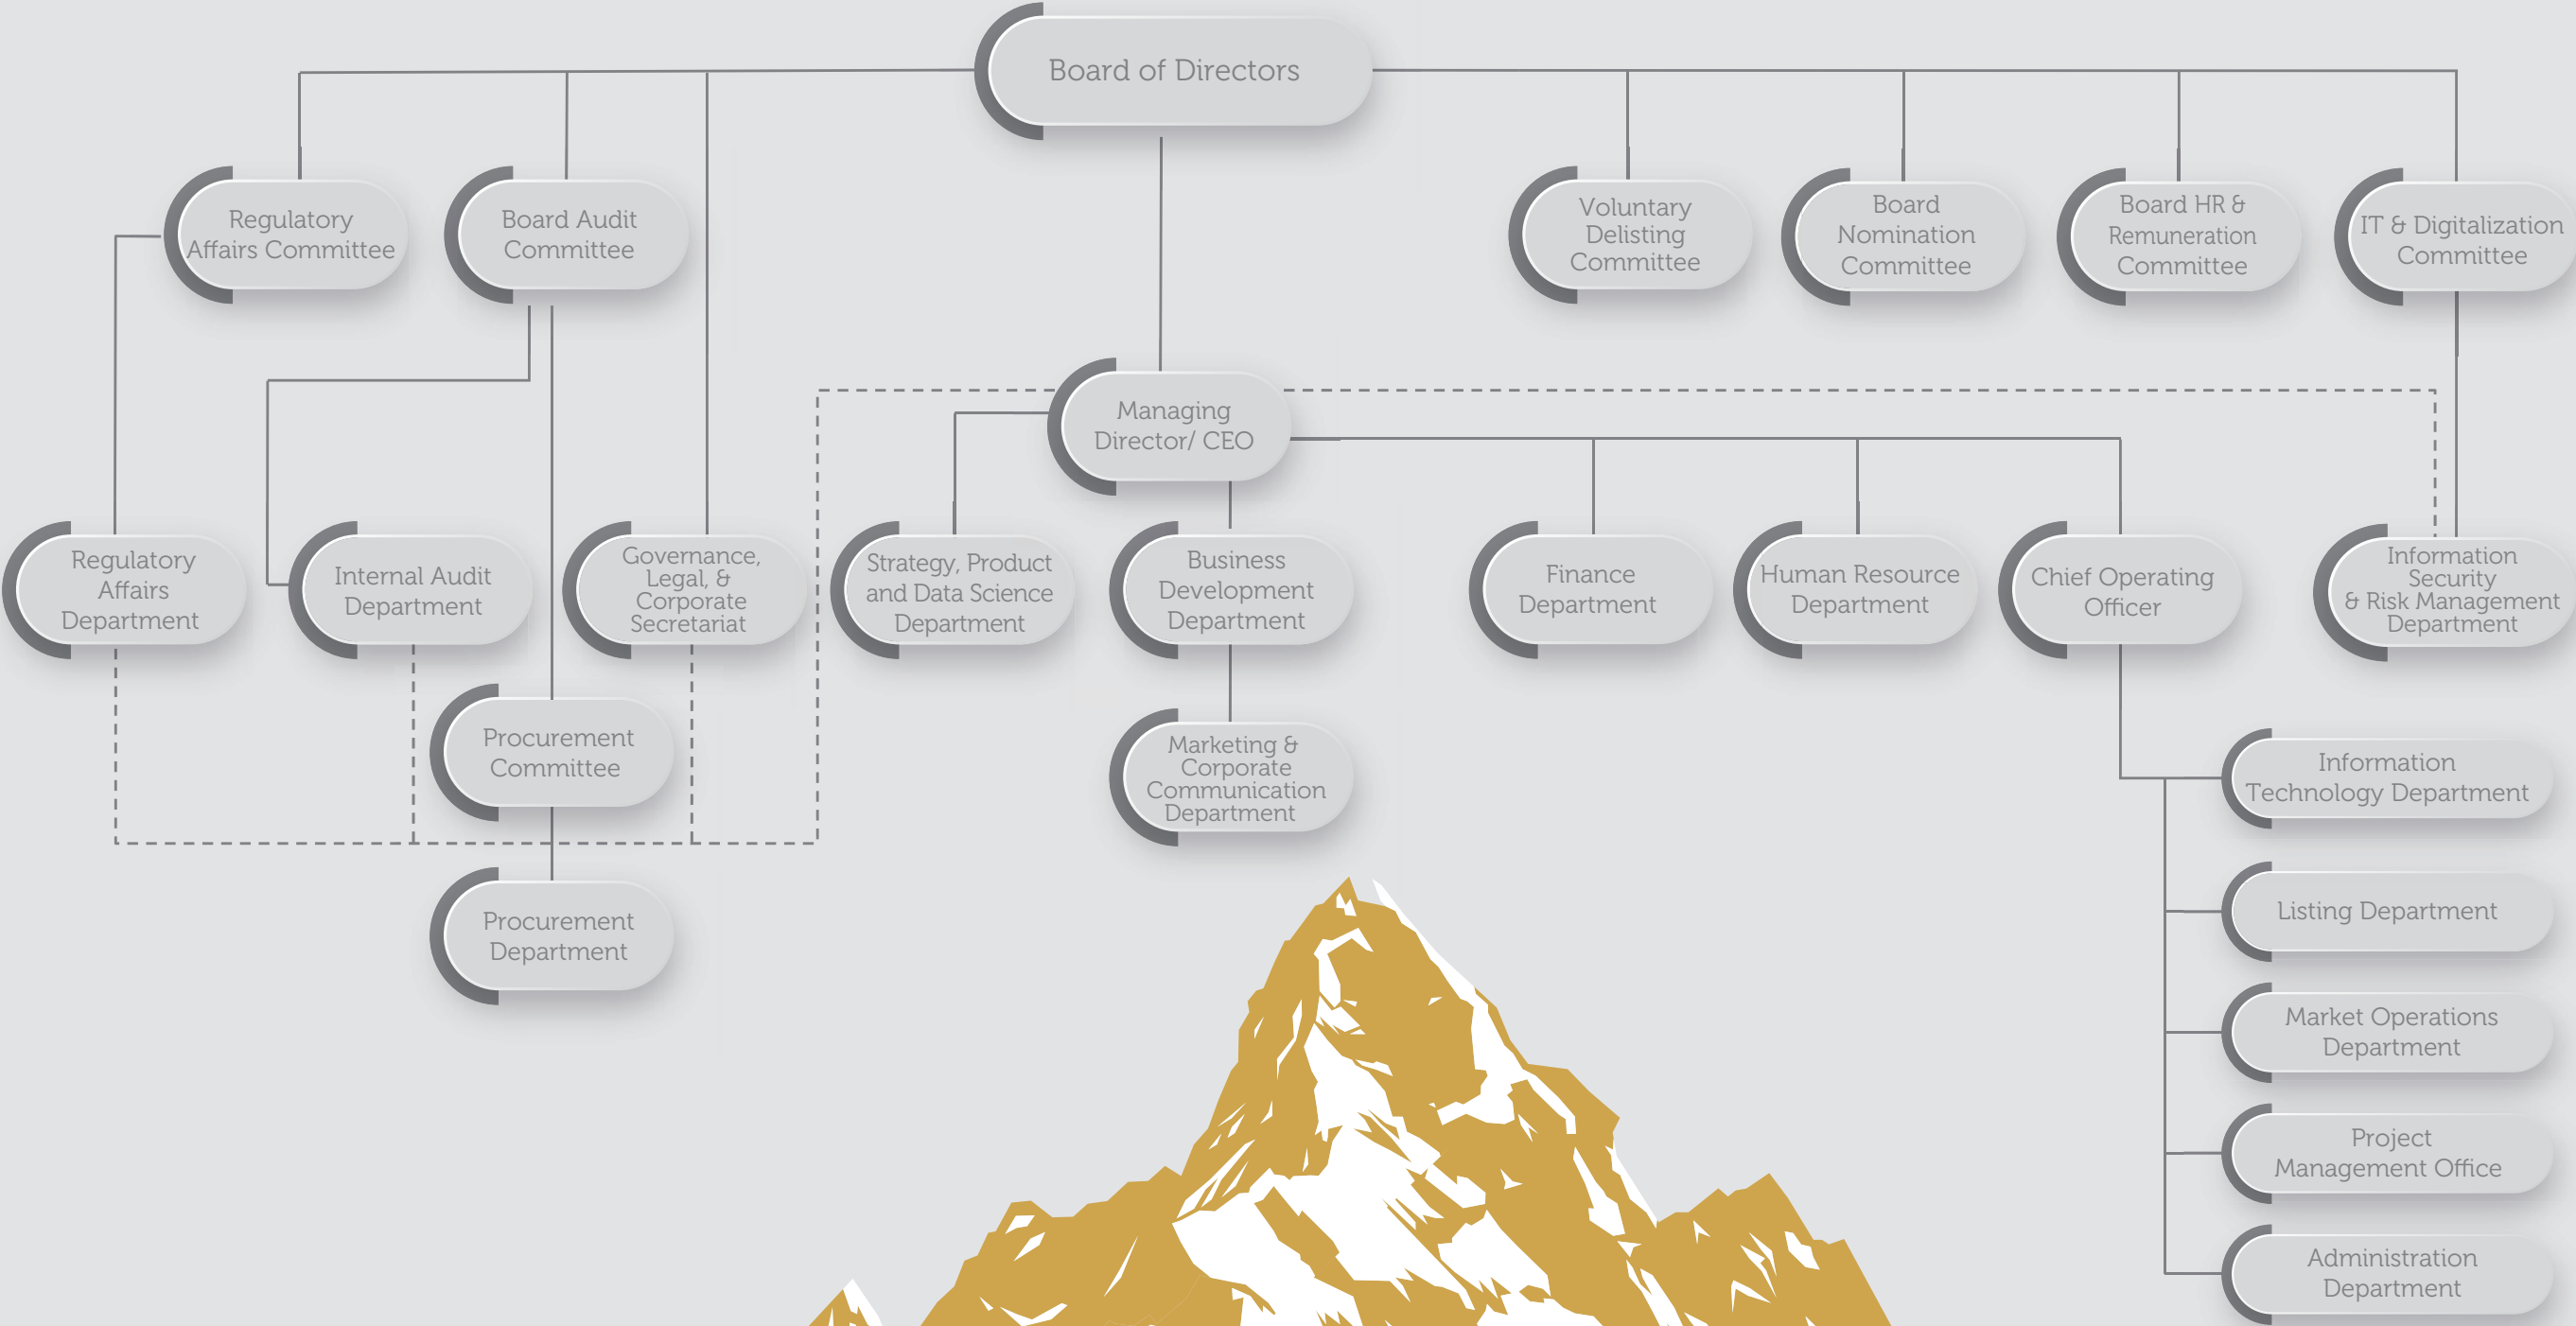 Board of Directors
Regulatory
Affairs Committee
Board Audit
Committee
Voluntary
Delisting
Committee
Board
Nomination
Committee
Board HR &
Remuneration
Committee
IT & Digitalization
Committee
Managing
Director/ CEO
Regulatory
Affairs
Department
Internal Audit
Department
Governance,
Legal, &
Corporate
Secretariat
Strategy, Product
and Data Science
Department
Business
Development
Department
Finance
Department
Human Resource
Department
Chief Operating
Officer
Information
Security
& Risk Management
Department
Procurement
Committee
Marketing &
Corporate
Communication
Department
Information
Technology Department
Procurement
Department
Listing Department
Market Operations
Department
Project
Management Office
Administration
Department